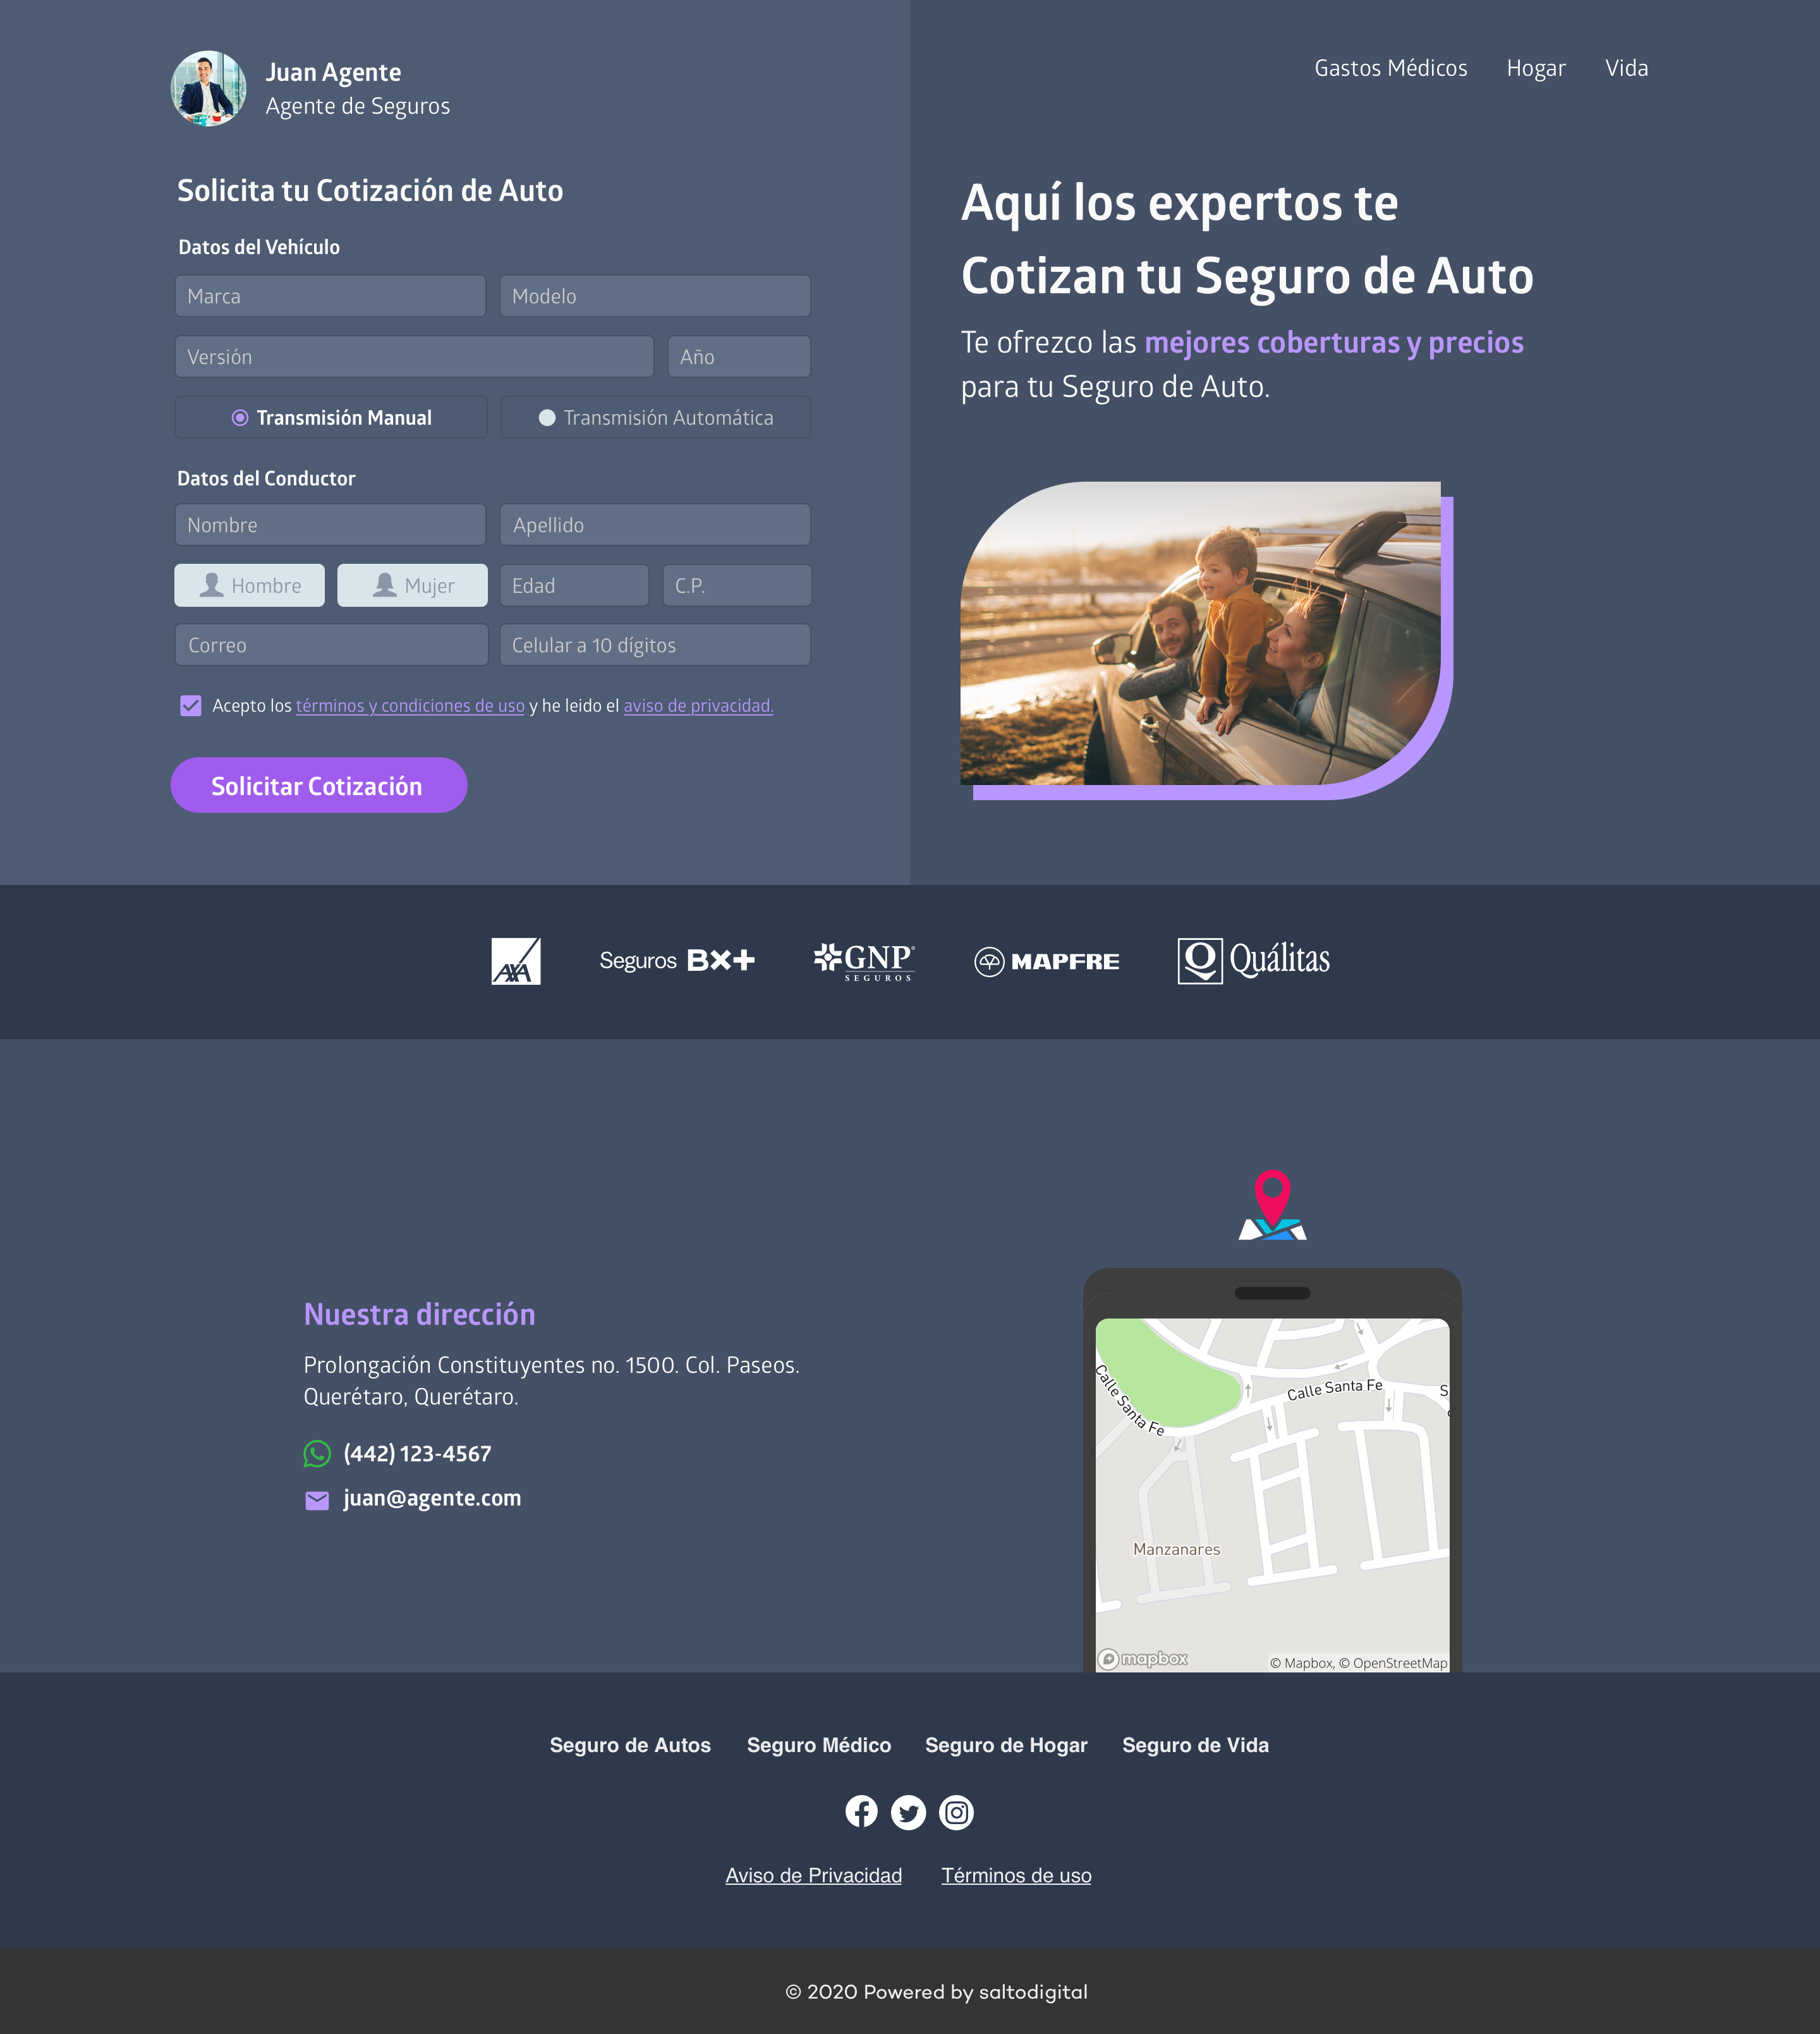 Juan Agente
Agente de Seguros
Gastos Médicos Hogar Vida
Solicita tu Cotización de Auto
Datos del Vehículo
Marca Modelo
Versión Año
Transmisión Manual Transmisión Automática
Datos del Conductor
Nombre Apellido
Hombre Mujer Edad C.P.
Correo Celular a 10 dígitos
Acepto los términos y condiciones de uso y he leido el aviso de privacidad.
Solicitar Cotización
Aquí los expertos te
Cotizan tu Seguro de Auto
Te ofrezco las mejores coberturas y precios
para tu Seguro de Auto.
AXA
Seguros BX+
GNP®
SEGUROS
MAPFRE
Q Quálitas
Nuestra dirección
Prolongación Constituyentes no. 1500. Col. Paseos.
Querétaro, Querétaro.
(442) 123-4567
juan@agente.com
Calle Santa Fe
Calle Santa Fe
S
Manzanares
mapbox
© Mapbox, © OpenStreetMap
Seguro de Autos Seguro Médico Seguro de Hogar Seguro de Vida
Aviso de Privacidad Términos de uso
© 2020 Powered by saltodigital